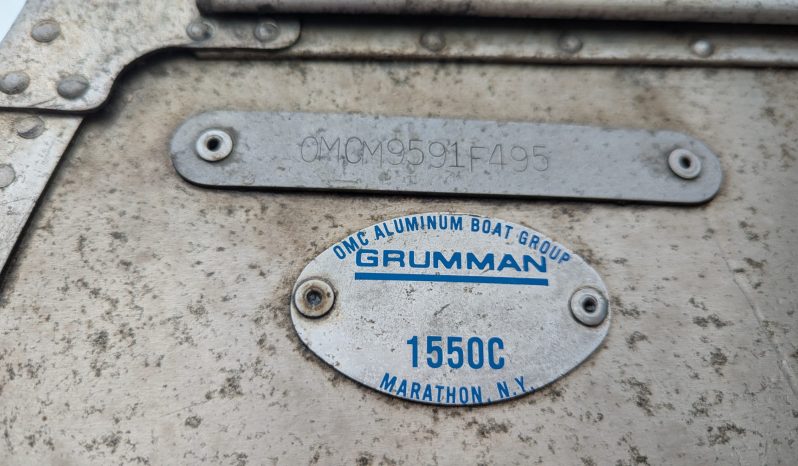 OMCM9591F495
OMC ALUMINUM BOAT GROUP
GRUMMAN
1550C
MARATHON, N.Y.